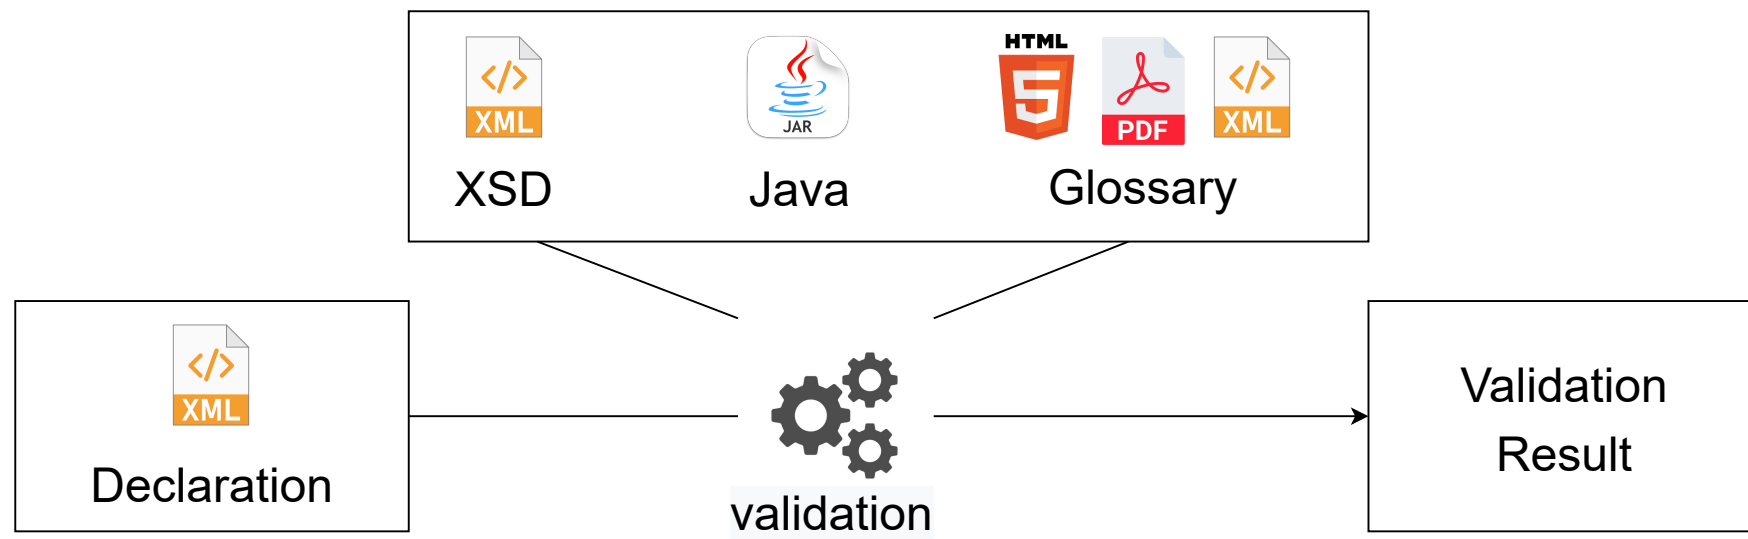 HTML
5
XML
JAR
PDF
XML
XSD
Java
Glossary
XML
Declaration
validation
Validation
Result